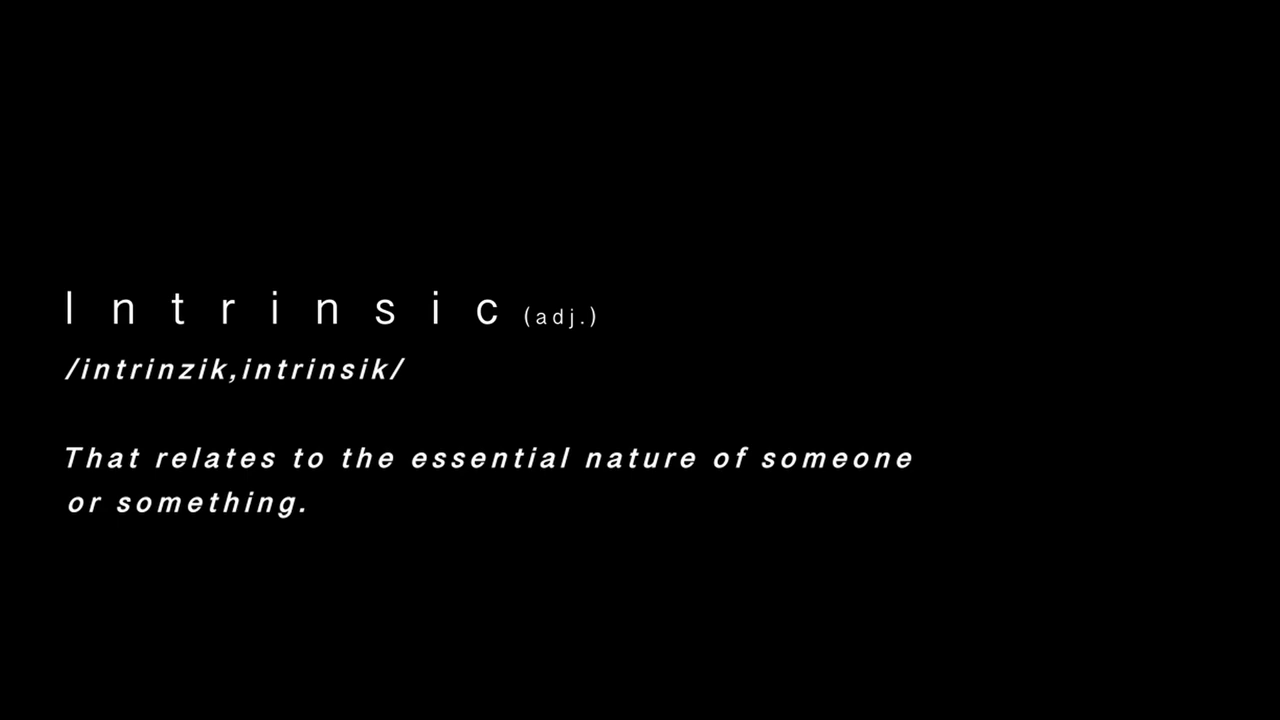 Intrinsic (adj.)
/intrinzik,intrinsik/
That relates to the essential nature of someone
or something.